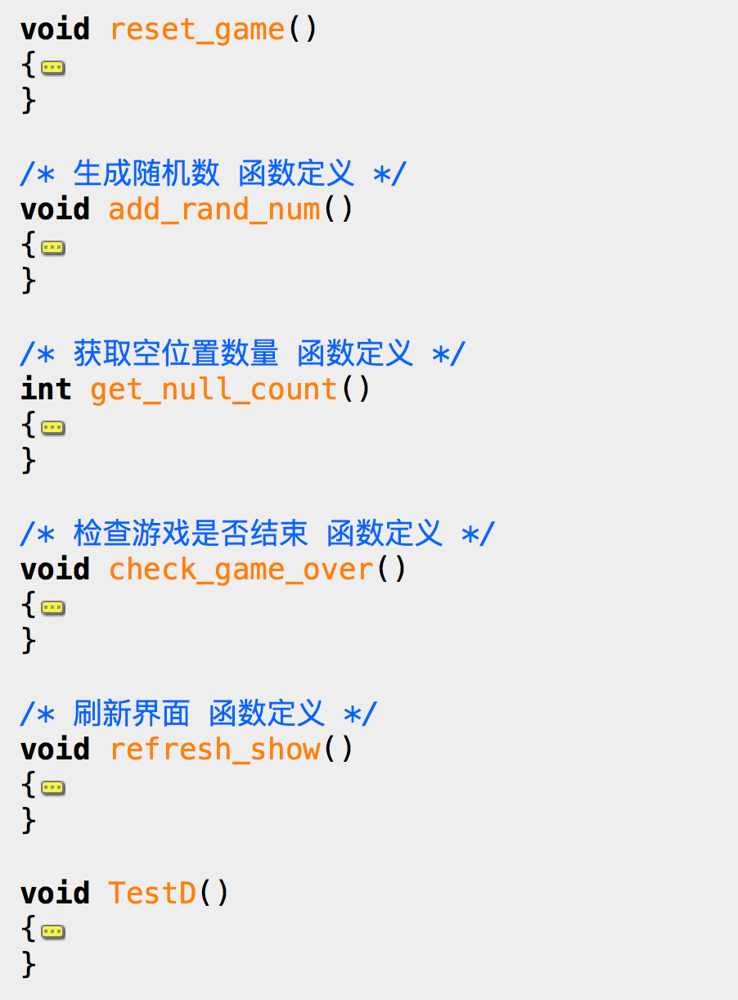 void reset_game()
{
}
/* 生成随机数 函数定义 */
void add_rand_num()
{
}
/* 获取空位置数量 函数定义 */
int get_null_count()
{
}
/* 检查游戏是否结束 函数定义 */
void check_game_over()
{
}
/* 刷新界面 函数定义 */
void refresh_show()
{
}
void TestD()
{
}